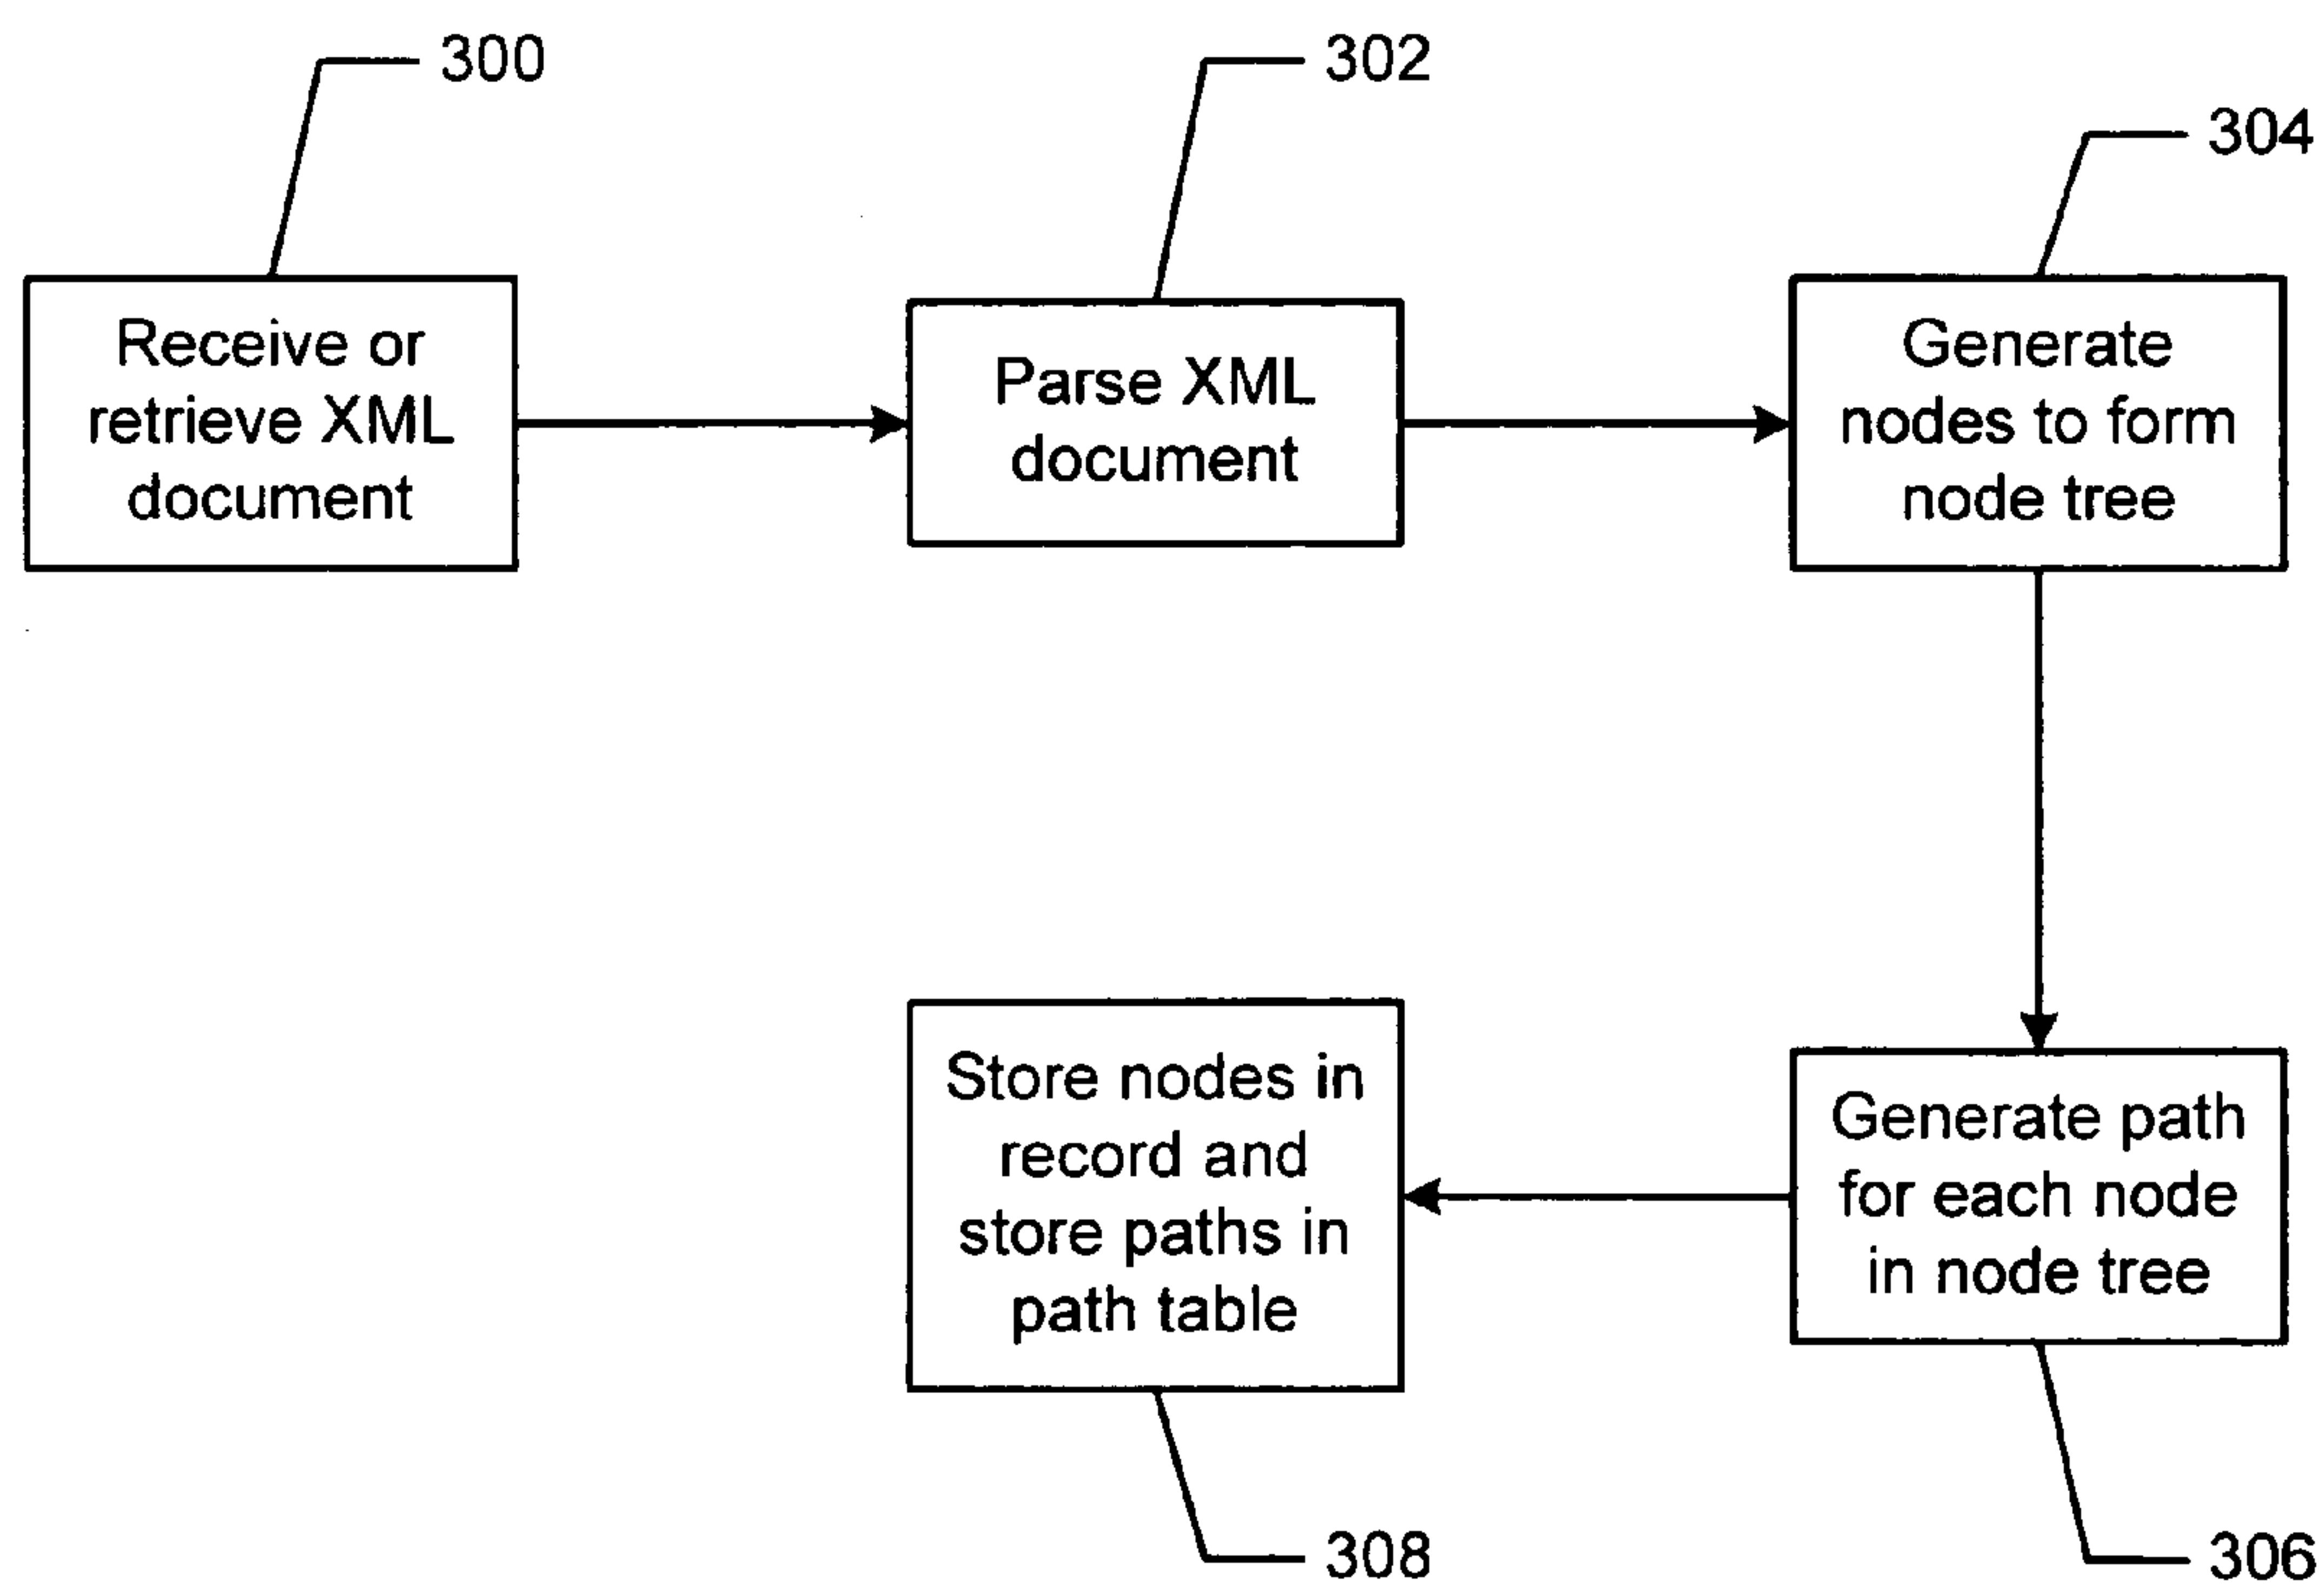 300
302
304
Receive or
retrieve XML
document
Parse XML
document
Generate
nodes to form
node tree
Store nodes in
record and
store paths in
path table
Generate path
for each node
in node tree
308
306